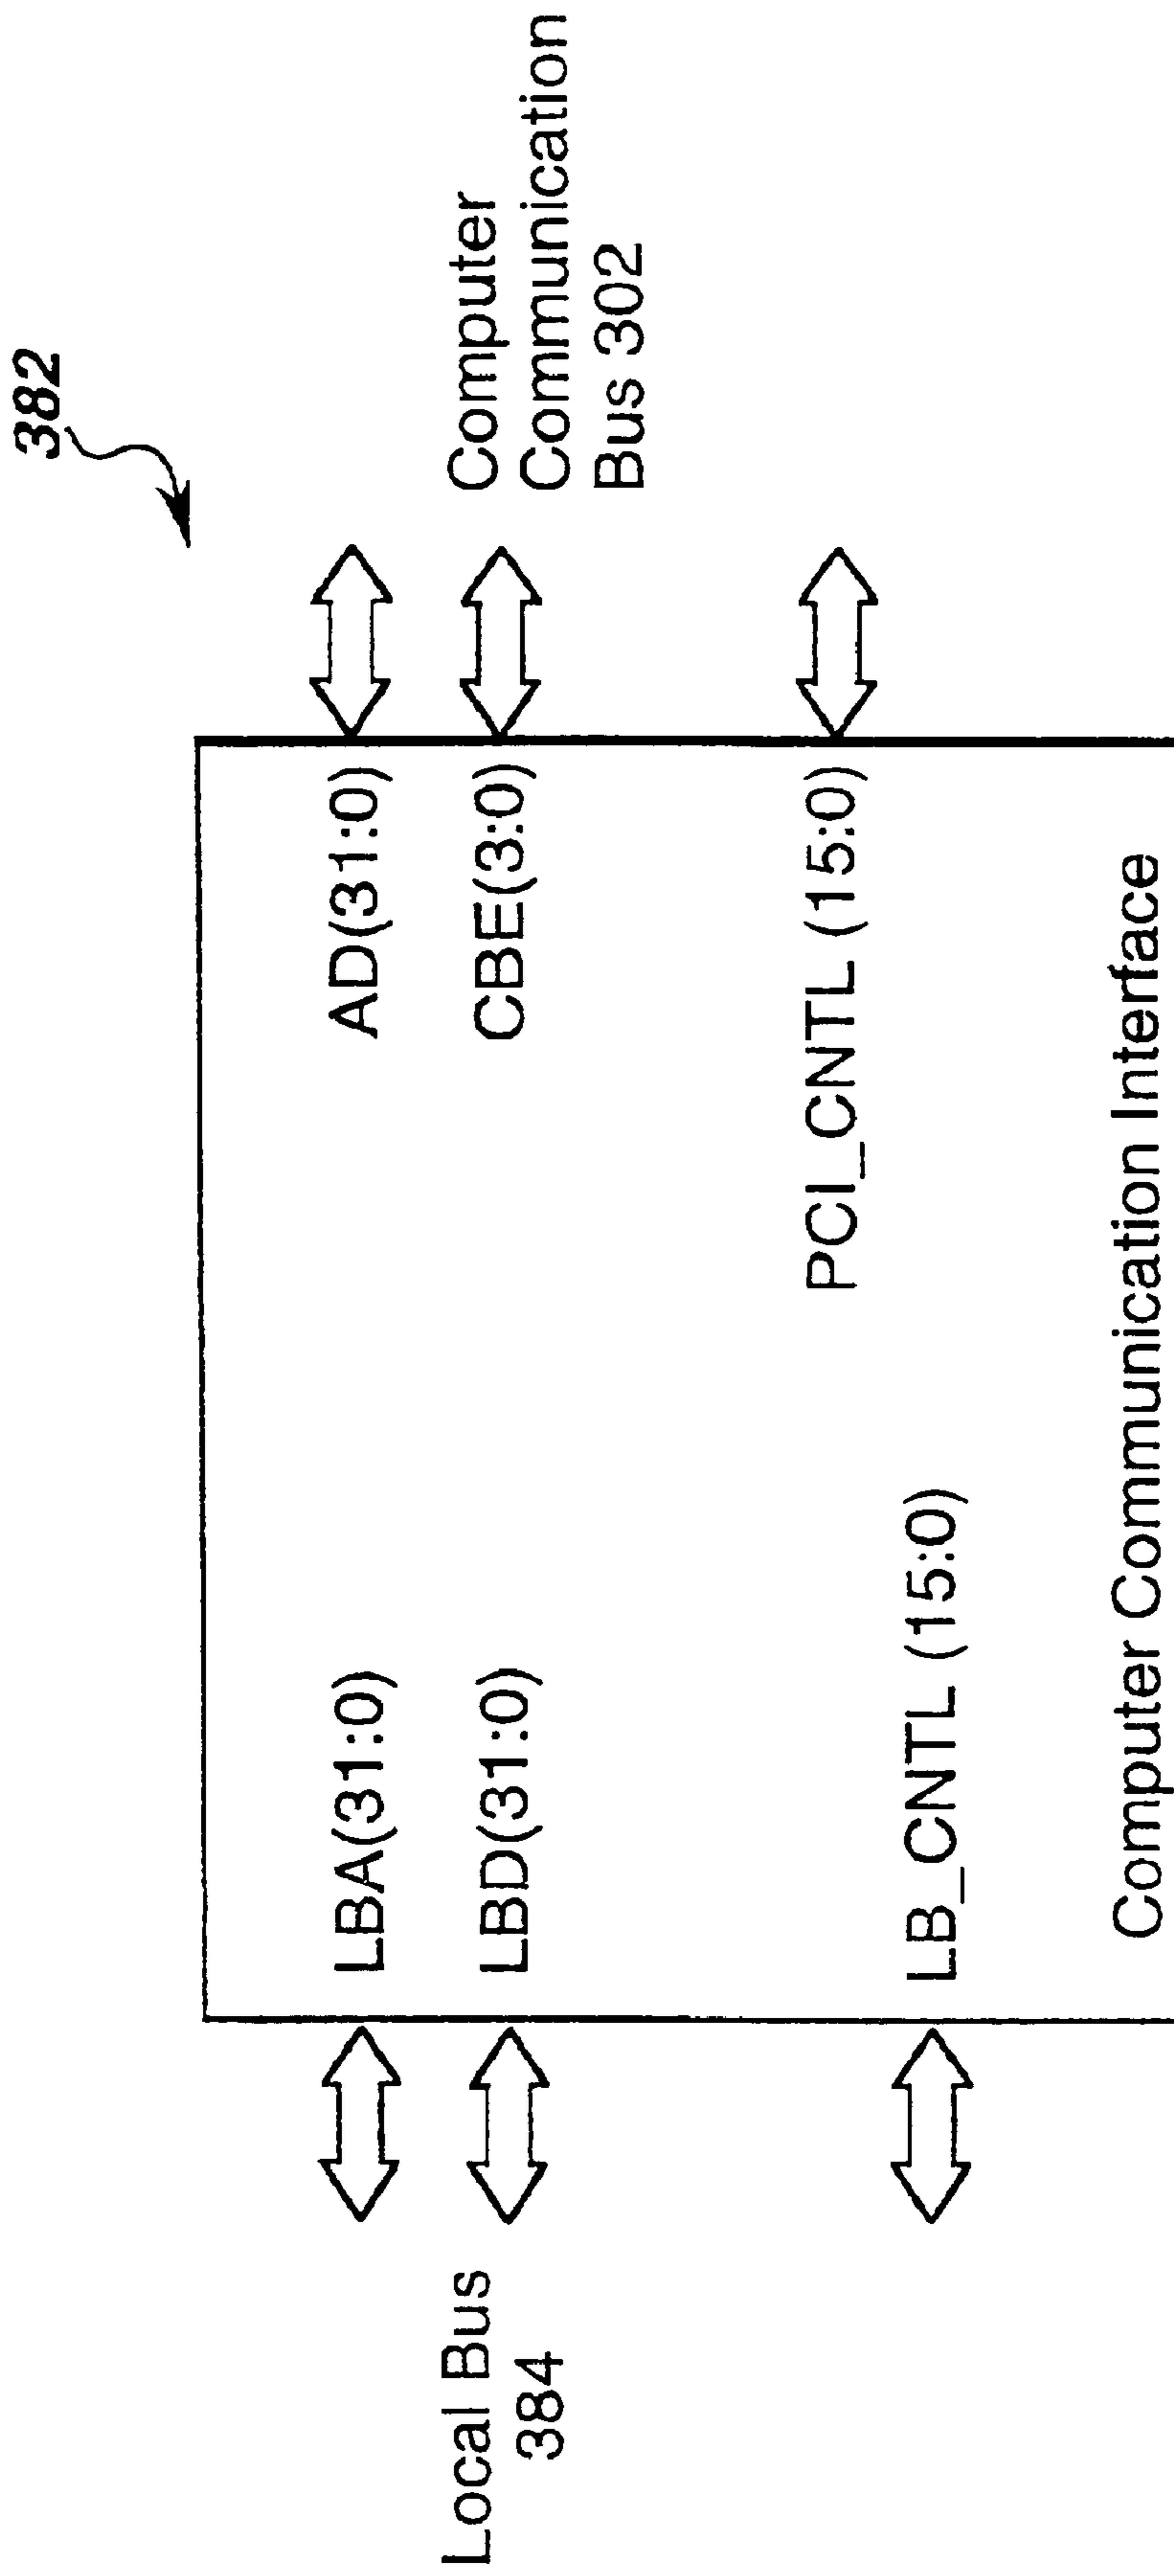 382
Local Bus
384
LBA(31:0)
LBD(31:0)
LB_CNTL (15:0)
AD(31:0)
CBE(3:0)
PCI_CNTL (15:0)
Computer
Communication
Bus 302
Computer Communication Interface